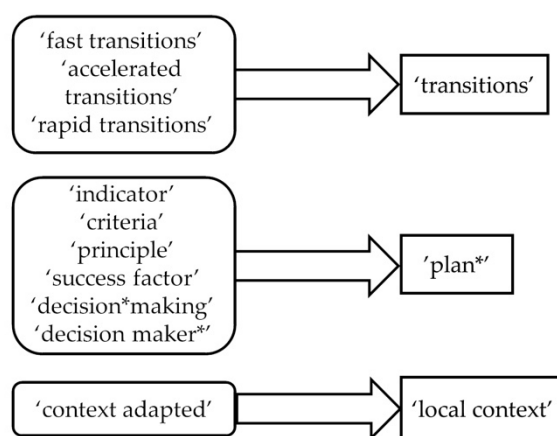 ‘fast transitions’
‘accelerated
transitions’
‘rapid transitions’
‘transitions’
‘indicator’
‘criteria’
‘principle’
‘success factor’
‘decision*making’
‘decision maker*’
’plan*’
‘context adapted’
‘local context’